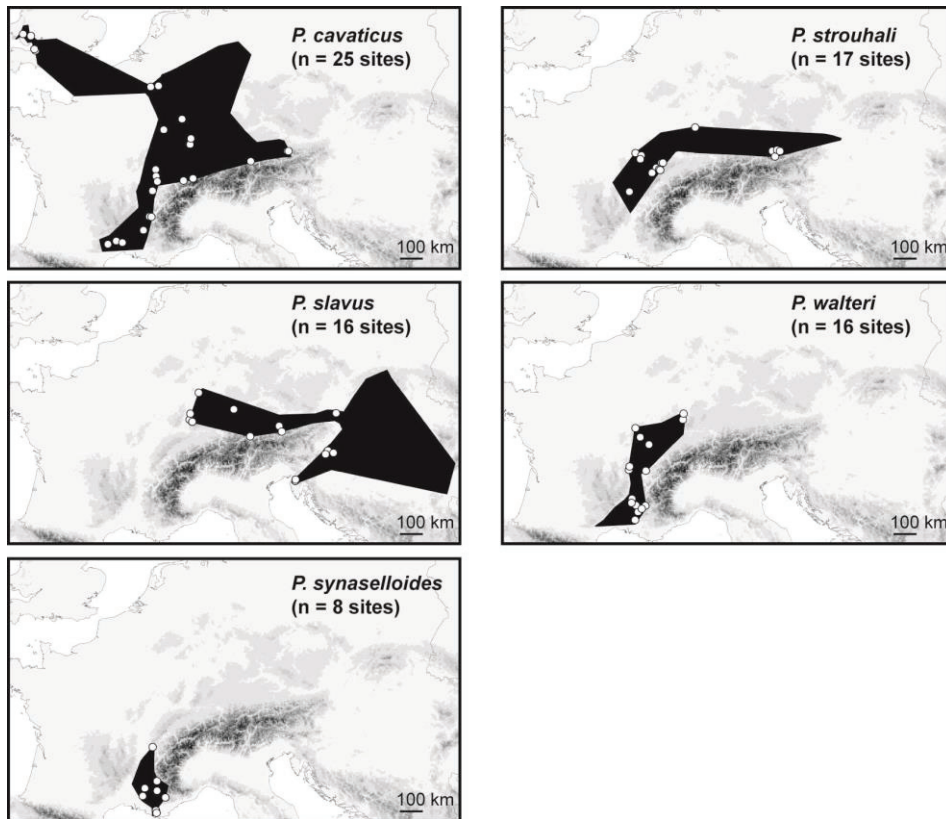 P. cavaticus
(n = 25 sites)
100 km
P. strouhali
(n = 17 sites)
100 km
P. slavus
(n = 16 sites)
100 km
P. walteri
(n = 16 sites)
100 km
P. synaselloides
(n = 8 sites)
100 km